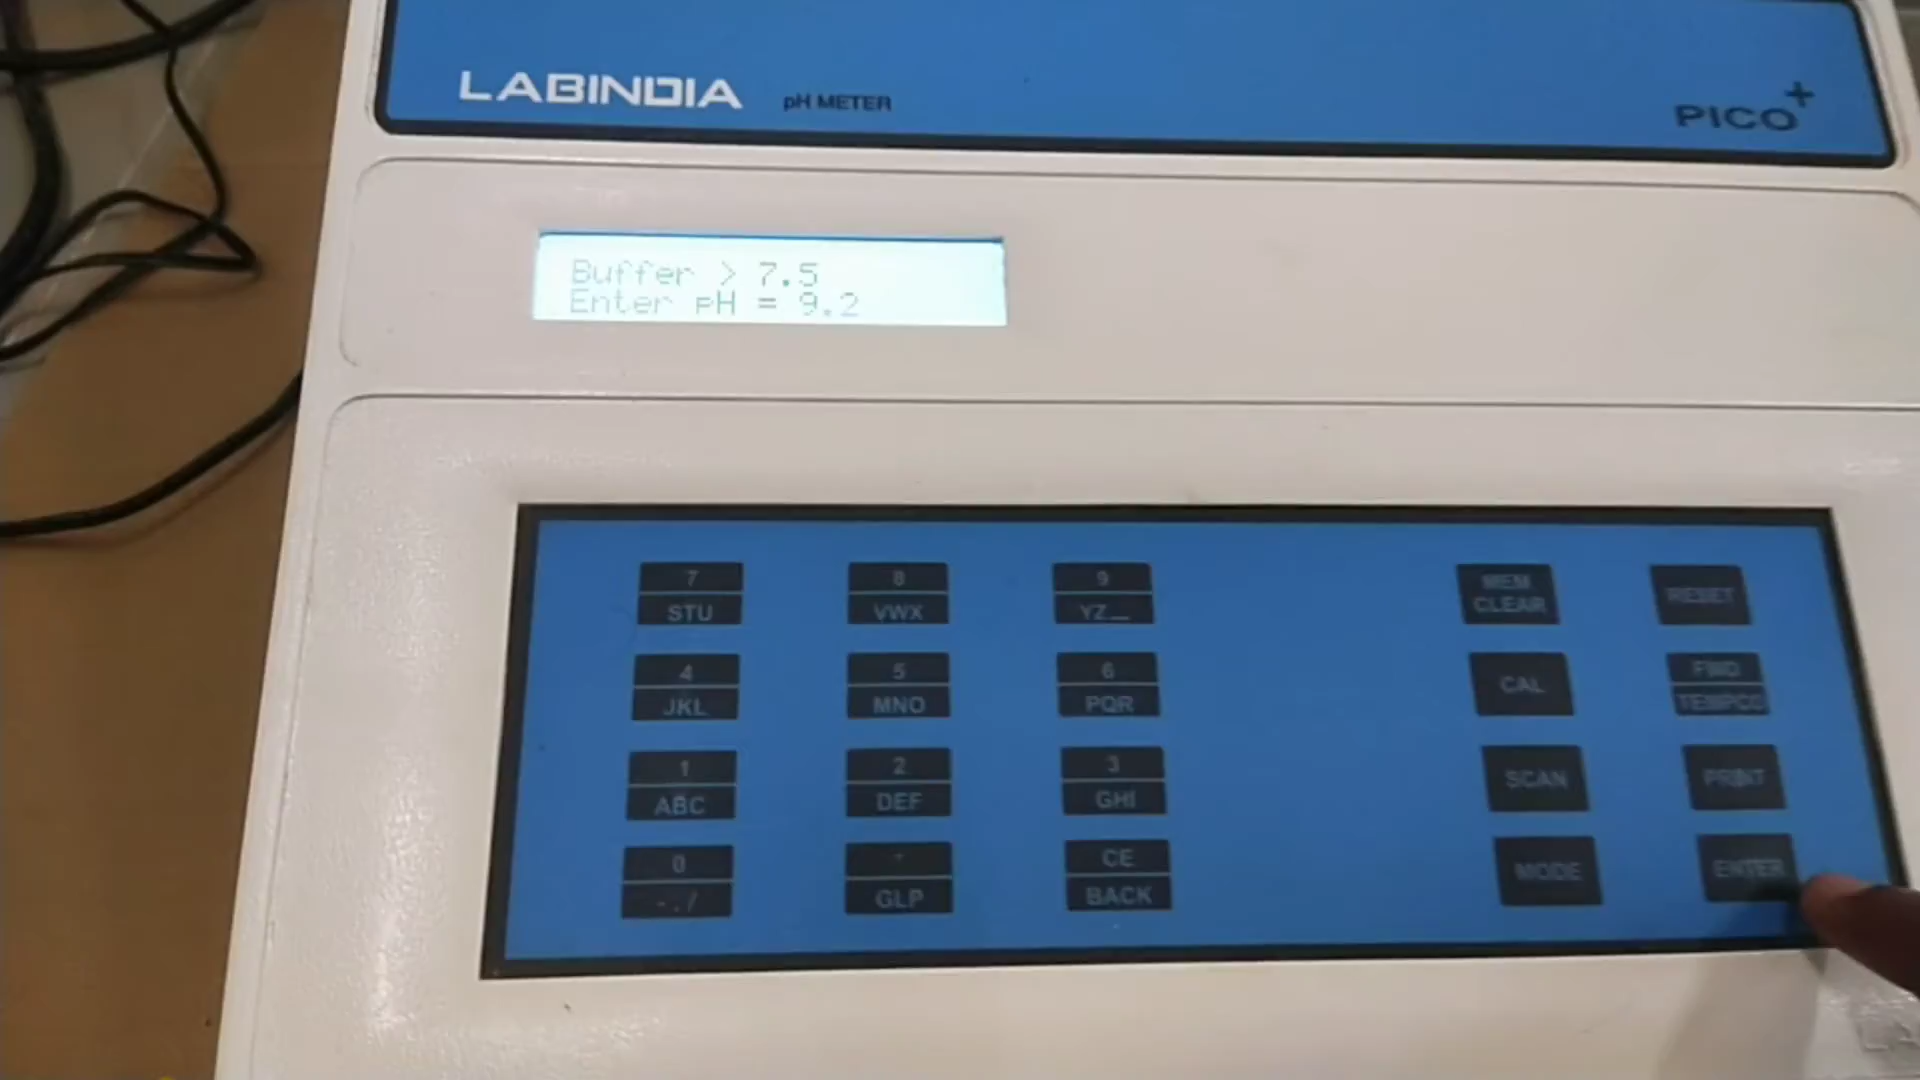 LABINDIA pH METER PICO+
Buffer > 7.5
Enter pH = 9.2
7 8 9 MEM RESET
STU VWX YZ_ CLEAR
4 5 6 CAL FWD
JKL MNO PQR TEMPCO
1 2 3 SCAN PRINT
ABC DEF GHI
0 CE MODE ENTER
-./ GLP BACK